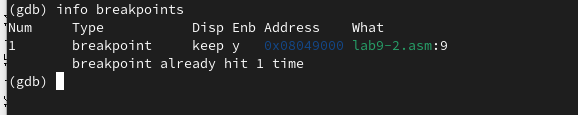 (gdb) info breakpoints
Num     Type           Disp Enb Address    What
1       breakpoint     keep y   0x08049000 lab9-2.asm:9
        breakpoint already hit 1 time
(gdb)